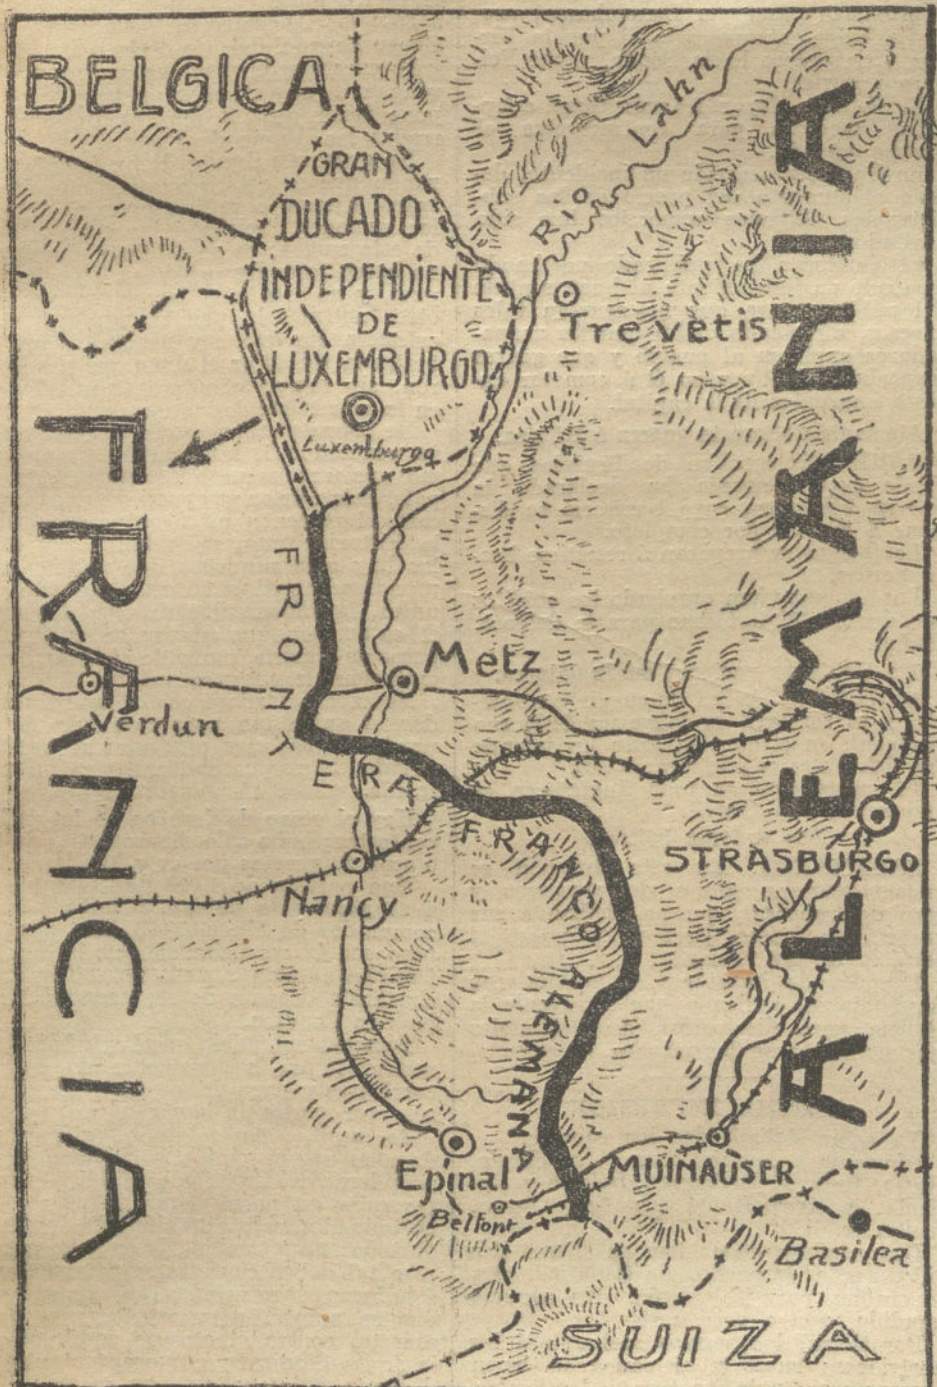 BELGICA
GRAN
DUCADO
INDEPENDIENTE
DE
LUXEMBURGO
Luxemburgo
RIO Lahn
Trevetis
ALEMANIA
FRANCIA
Metz
Verdun
FRONTERA FRANCO ALEMANA
STRASBURGO
Nancy
Epinal
MUINAUSER
Belfont
Basilea
SUIZA